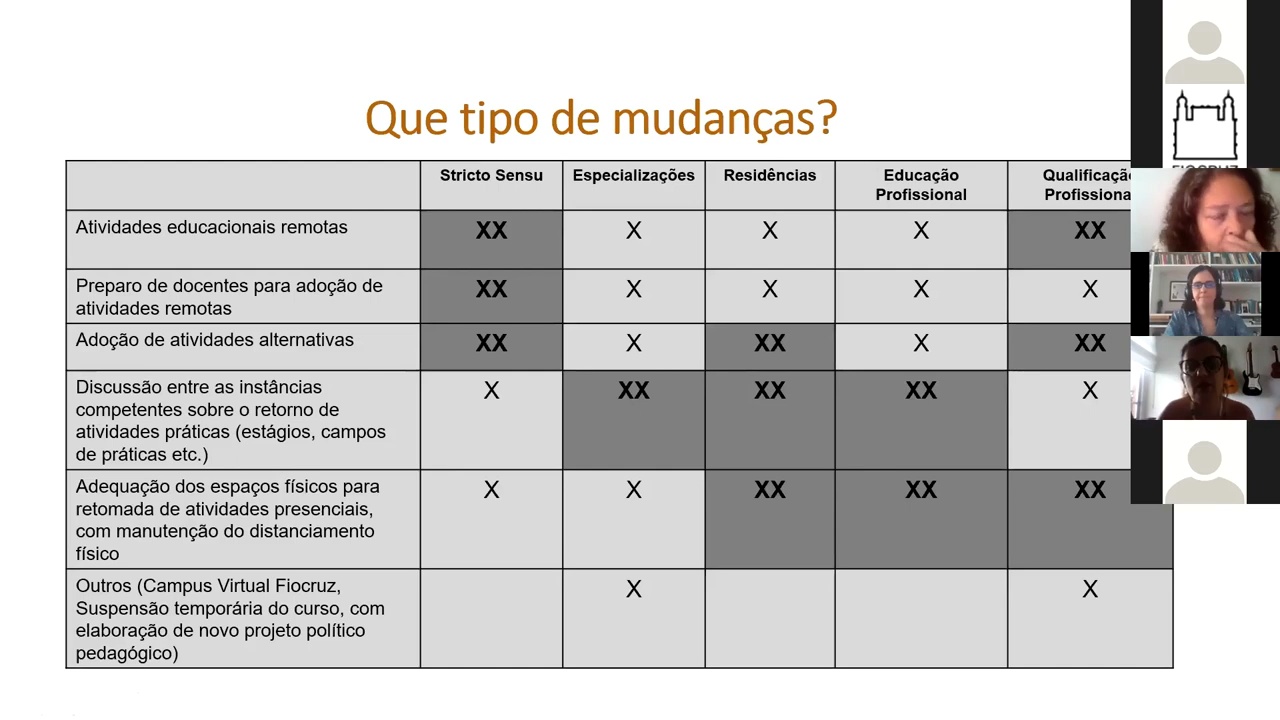 Que tipo de mudanças?
Stricto Sensu Especializações Residências Educação Profissional
Atividades educacionais remotas XX X X X XX
Preparo de docentes para adoção de
atividades remotas XX X X X X
Adoção de atividades alternativas XX X XX X XX
Discussão entre as instâncias
competentes sobre o retorno de
atividades práticas (estágios, campos
de práticas etc.) X XX XX XX X
Adequação dos espaços físicos para
retomada de atividades presenciais,
com manutenção do distanciamento
físico X X XX XX XX
Outros (Campus Virtual Fiocruz,
Suspensão temporária do curso, com
elaboração de novo projeto político
pedagógico) X X